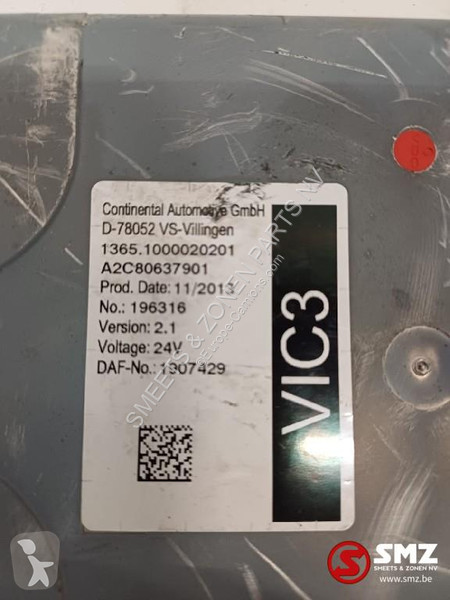 Continental Automotive GmbH
D-78052 VS-Villingen
1365.1000020201
A2C80637901
Prod. Date: 11/2013
No.: 196316
Version: 2.1
Voltage: 24V
DAF-No.: 1907429
VIC3
SMEETS & ZONEN PARTS
SMZ
SMEETS & ZONEN NV
www.smz.be